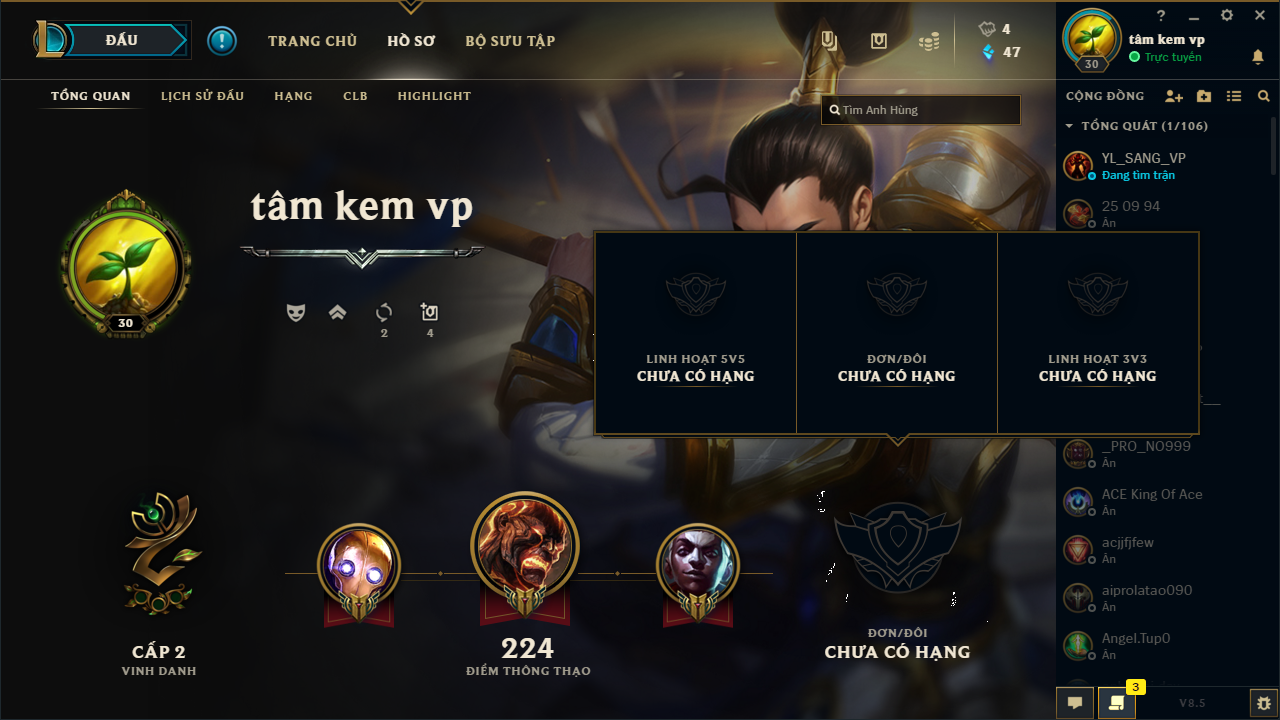 ĐẤU
TRANG CHỦ
HỒ SƠ
BỘ SƯU TẬP
4
47
?
30
tâm kem vp
Trực tuyến
TỔNG QUAN
LỊCH SỬ ĐẤU
HẠNG
CLB
HIGHLIGHT
Tìm Anh Hùng
CỘNG ĐỒNG
TỔNG QUÁT (1/106)
YL_SANG_VP
Đang tìm trận
25 09 94
Ẩn
tâm kem vp
30
2
4
LINH HOẠT 5V5
CHƯA CÓ HẠNG
ĐƠN/ĐÔI
CHƯA CÓ HẠNG
LINH HOẠT 3V3
CHƯA CÓ HẠNG
_PRO_NO999
Ẩn
ACE King Of Ace
Ẩn
acjjfjfew
Ẩn
aiprolatao090
Ẩn
Angel.Tup0
Ẩn
CẤP 2
VINH DANH
224
ĐIỂM THÔNG THẠO
ĐƠN/ĐÔI
CHƯA CÓ HẠNG
3
V8.5